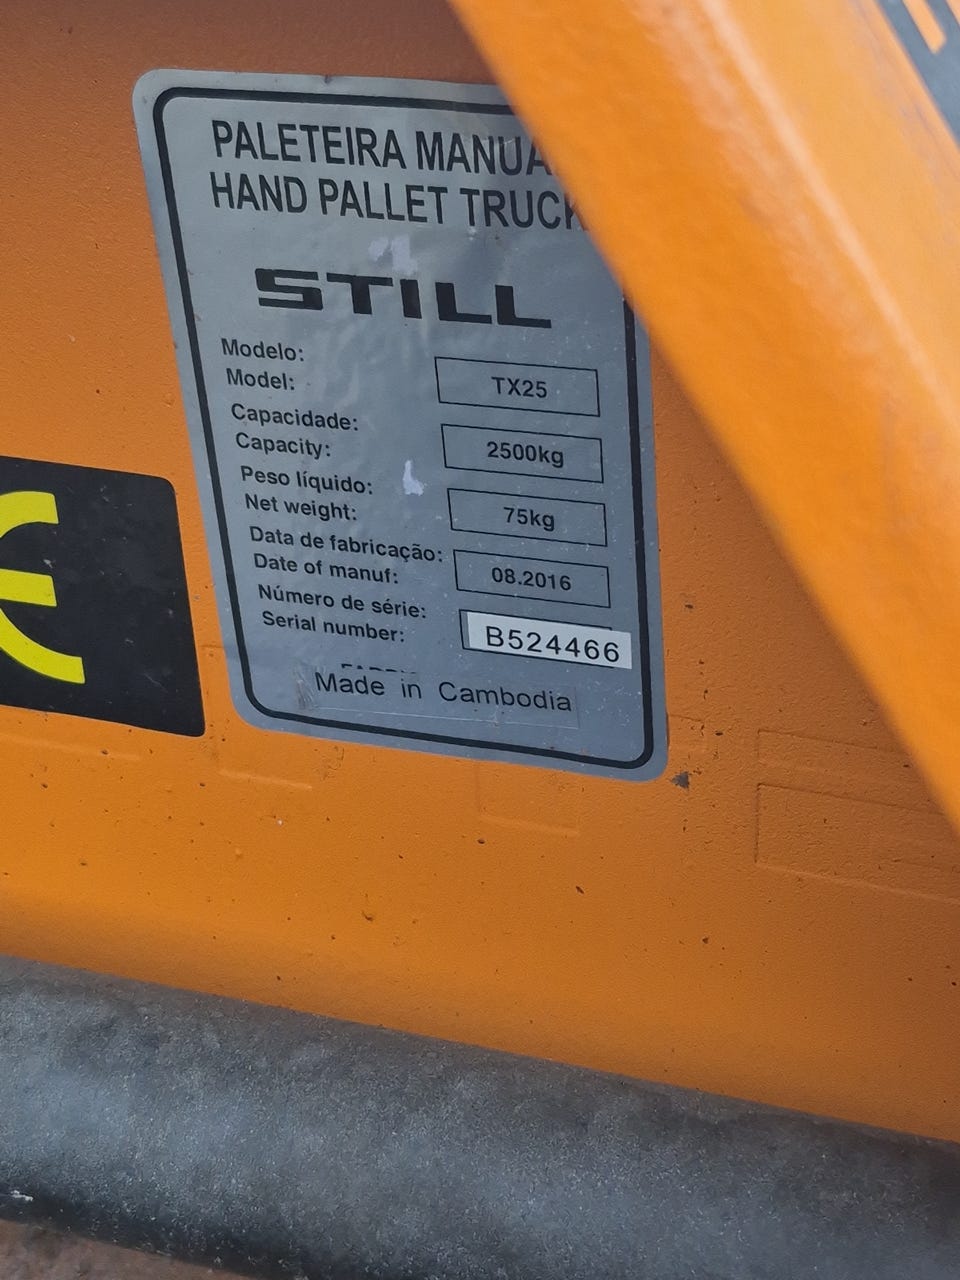 PALETEIRA MANUA
HAND PALLET TRUCK
STILL
Modelo:
Model: TX25
Capacidade:
Capacity: 2500kg
Peso líquido:
Net weight: 75kg
Data de fabricação:
Date of manuf: 08.2016
Número de série:
Serial number: B524466
Made in Cambodia